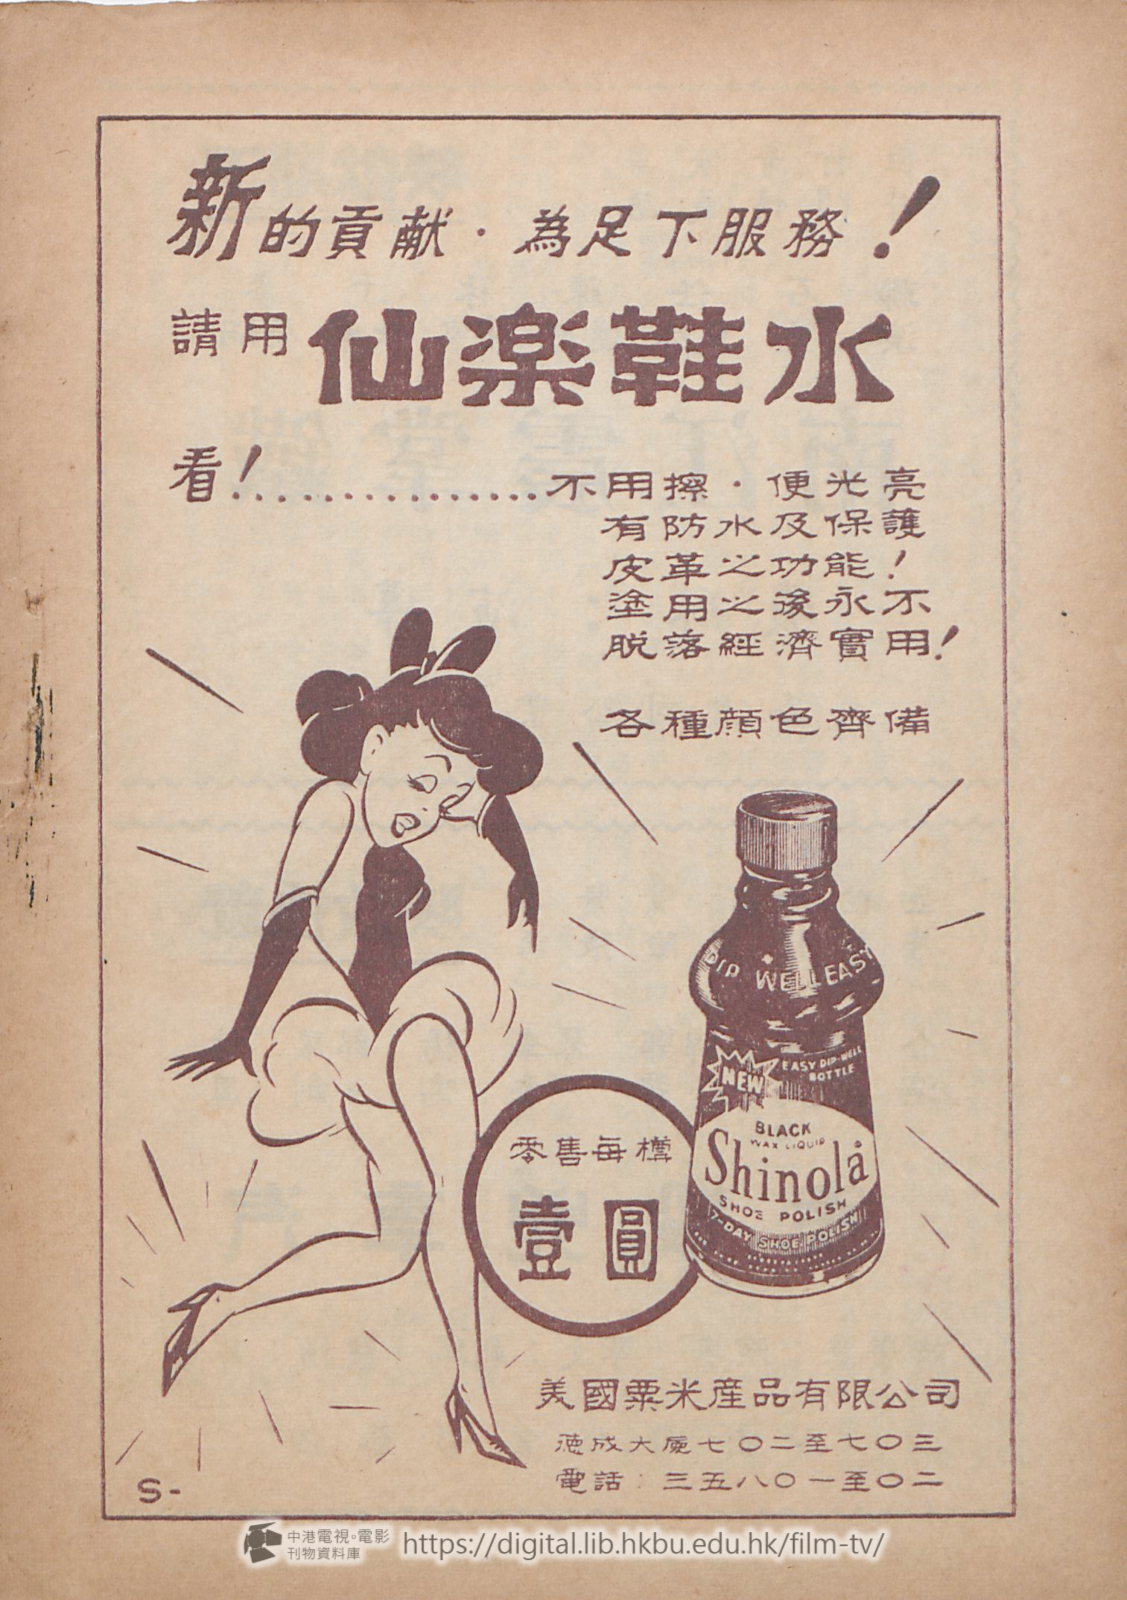 新的貢献·為足下服務！
請用仙楽鞋水
看！...............不用擦·便光亮
有防水及保護
皮革之功能！
塗用之後永不
脫落經濟實用！
各種顏色齊備
DIP WELL EASY
NEW
EASY DIP-WELL
BOTTLE
BLACK
WAX LIQUID
Shinola
SHOE POLISH
7-DAY SHOE POLISH
零售每樽
壹圓
美國粟米產品有限公司
德成大廈七〇二至七〇三
電話：三五八〇一至〇二
S-
中港電視。電影
刊物資料庫
https://digital.lib.hkbu.edu.hk/film-tv/